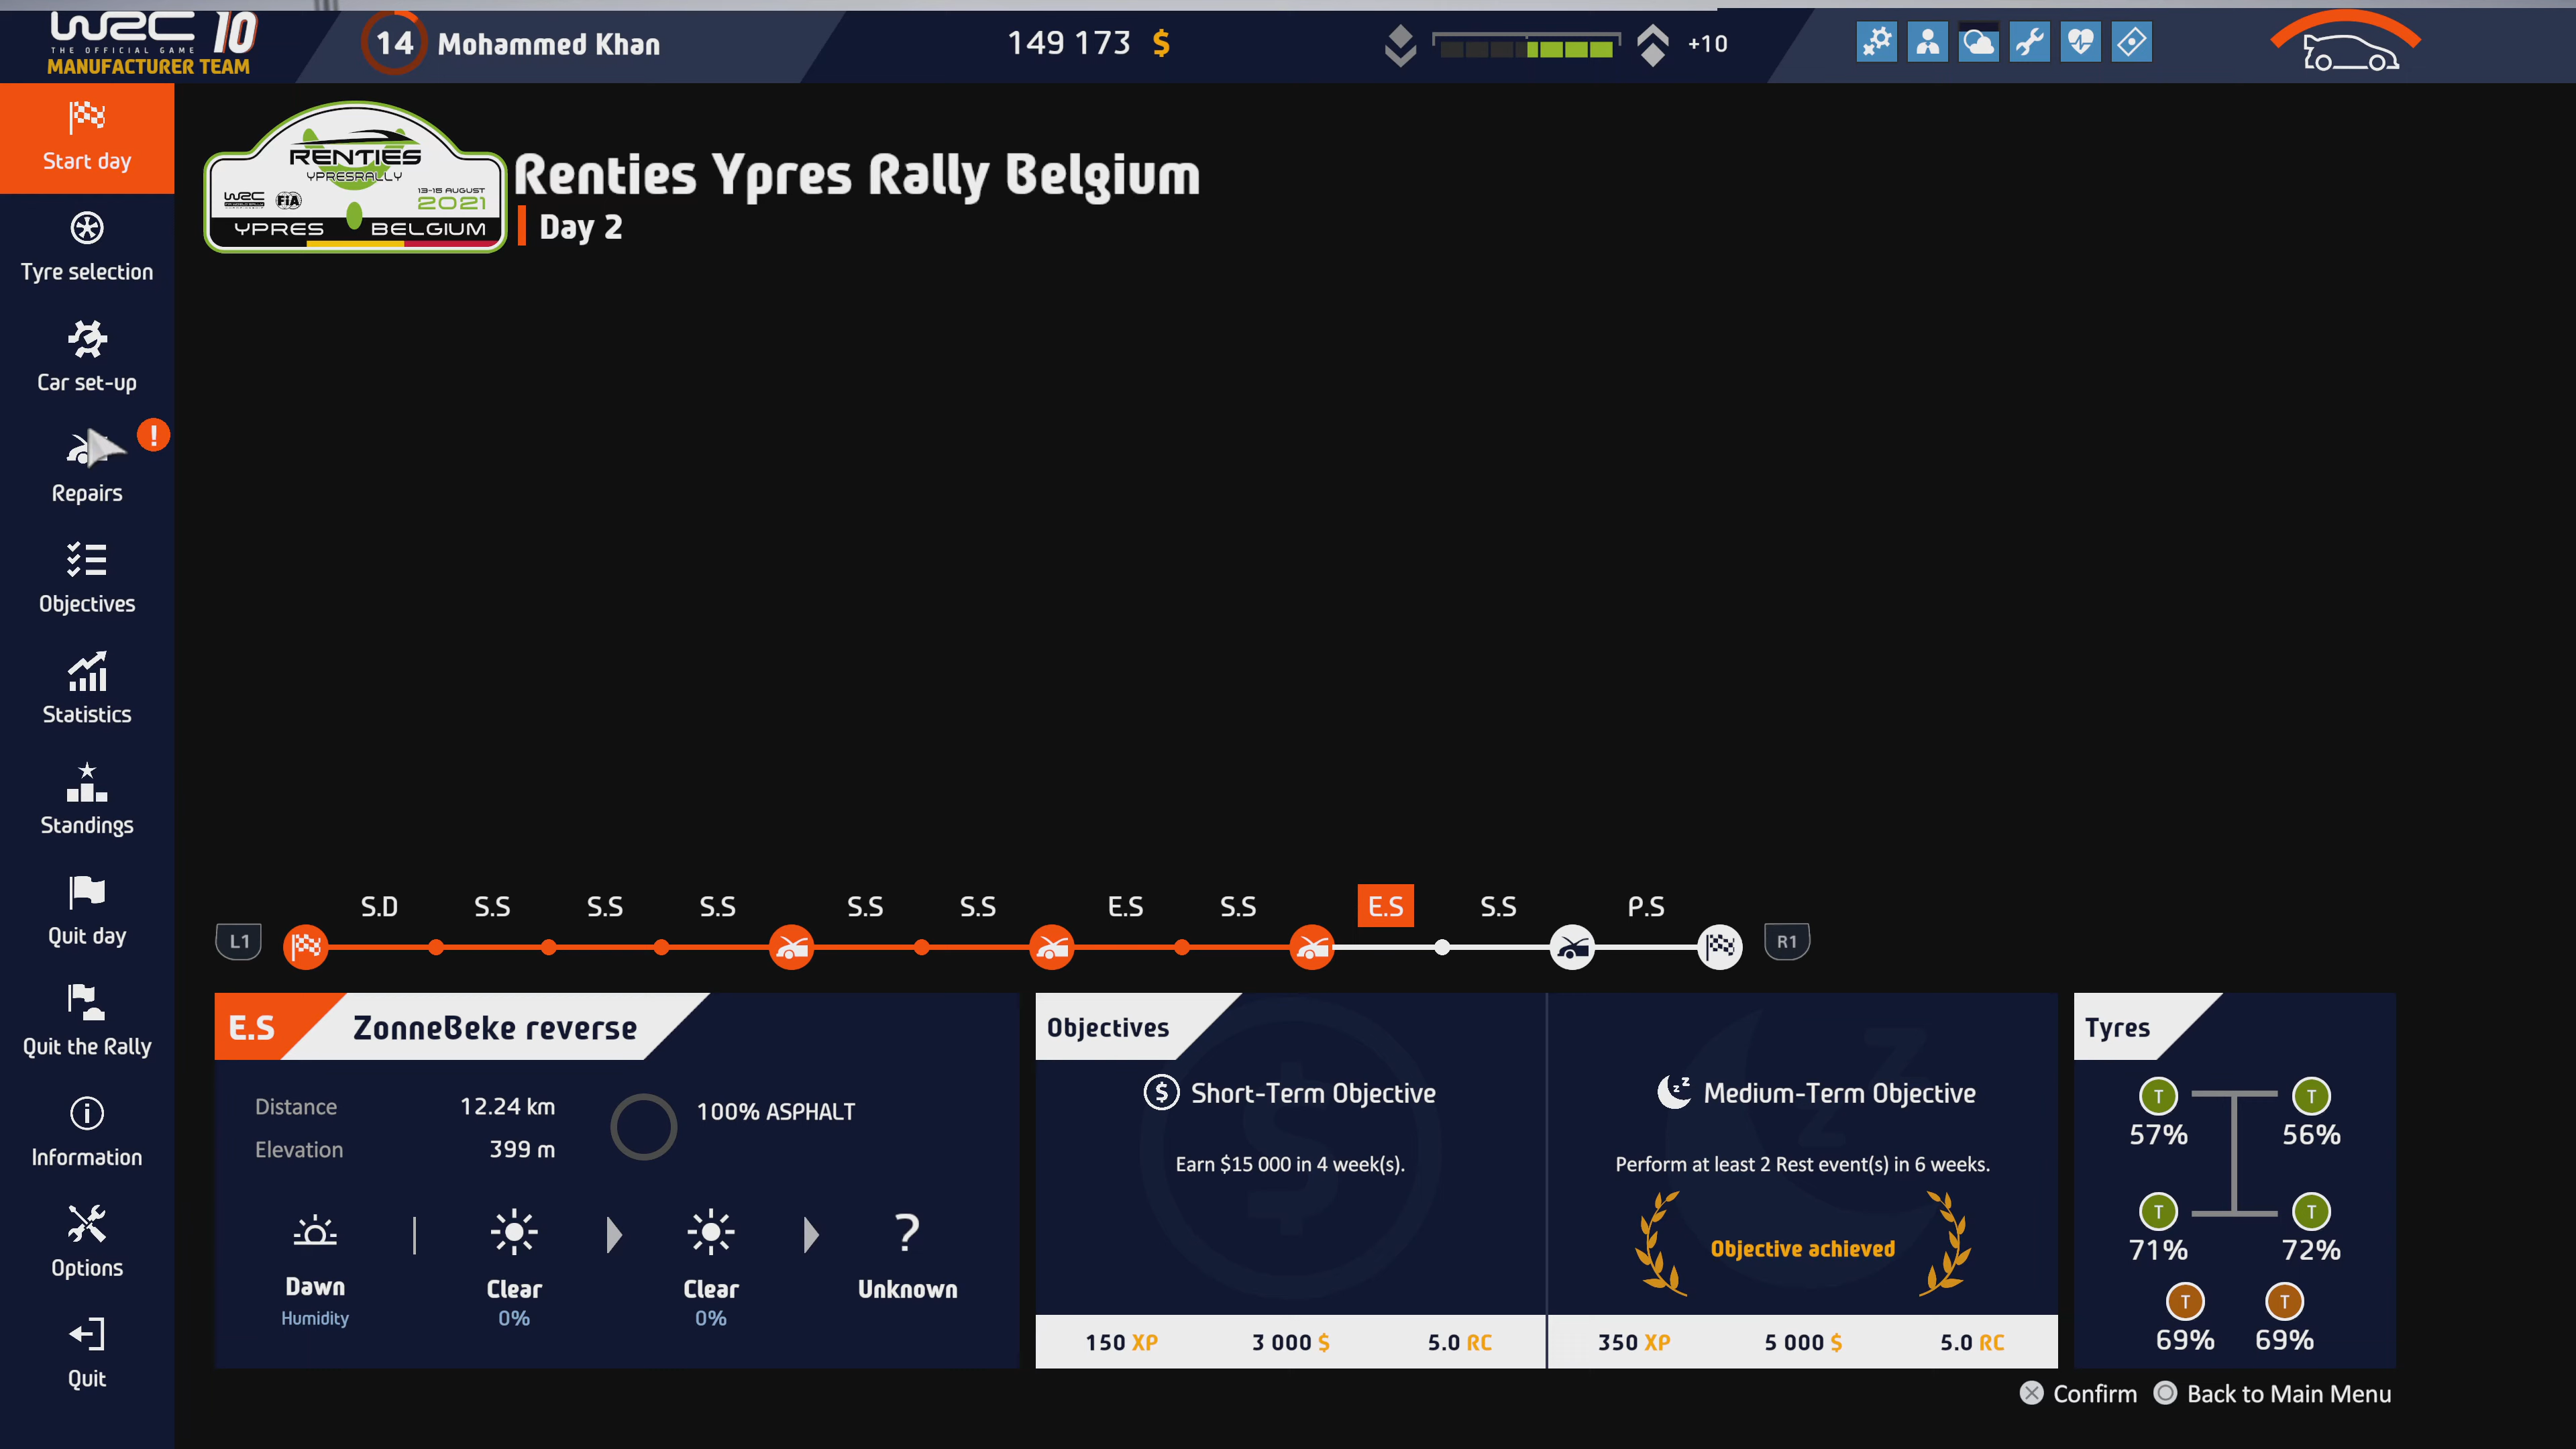 WRC 10
THE OFFICIAL GAME
MANUFACTURER TEAM
14 Mohammed Khan
149 173 $
+10
Start day
Tyre selection
Car set-up
!
Repairs
Objectives
Statistics
Standings
Quit day
Quit the Rally
Information
Options
Quit
RENTIES
YPRESRALLY
WRC FIA
13-15 AUGUST
2021
YPRES BELGIUM
Renties Ypres Rally Belgium
Day 2
S.D S.S S.S S.S S.S S.S E.S S.S E.S S.S P.S
L1 R1
E.S ZonneBeke reverse
Distance 12.24 km
Elevation 399 m
100% ASPHALT
Dawn Clear Clear ? Unknown
Humidity 0% 0%
Objectives
Short-Term Objective
Earn $15 000 in 4 week(s).
150 XP 3 000 $ 5.0 RC
Medium-Term Objective
Perform at least 2 Rest event(s) in 6 weeks.
Objective achieved
350 XP 5 000 $ 5.0 RC
Tyres
T T
57% 56%
T T
71% 72%
T T
69% 69%
Confirm Back to Main Menu